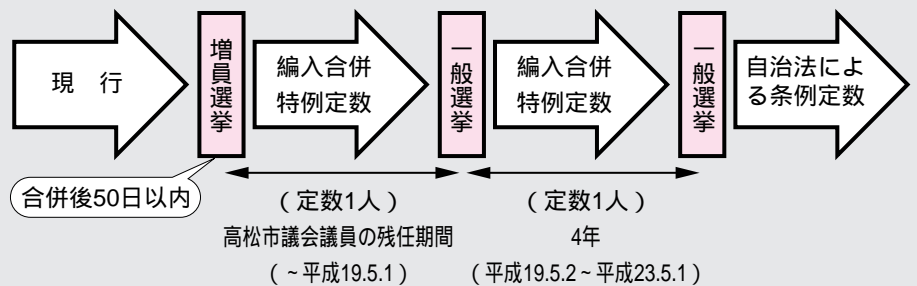 現 行
増員選挙
編入合併
特例定数
一般選挙
編入合併
特例定数
一般選挙
自治法によ
る条例定数
合併後50日以内
(定数1人)
高松市議会議員の残任期間
(~平成19.5.1)
(定数1人)
4年
(平成19.5.2~平成23.5.1)